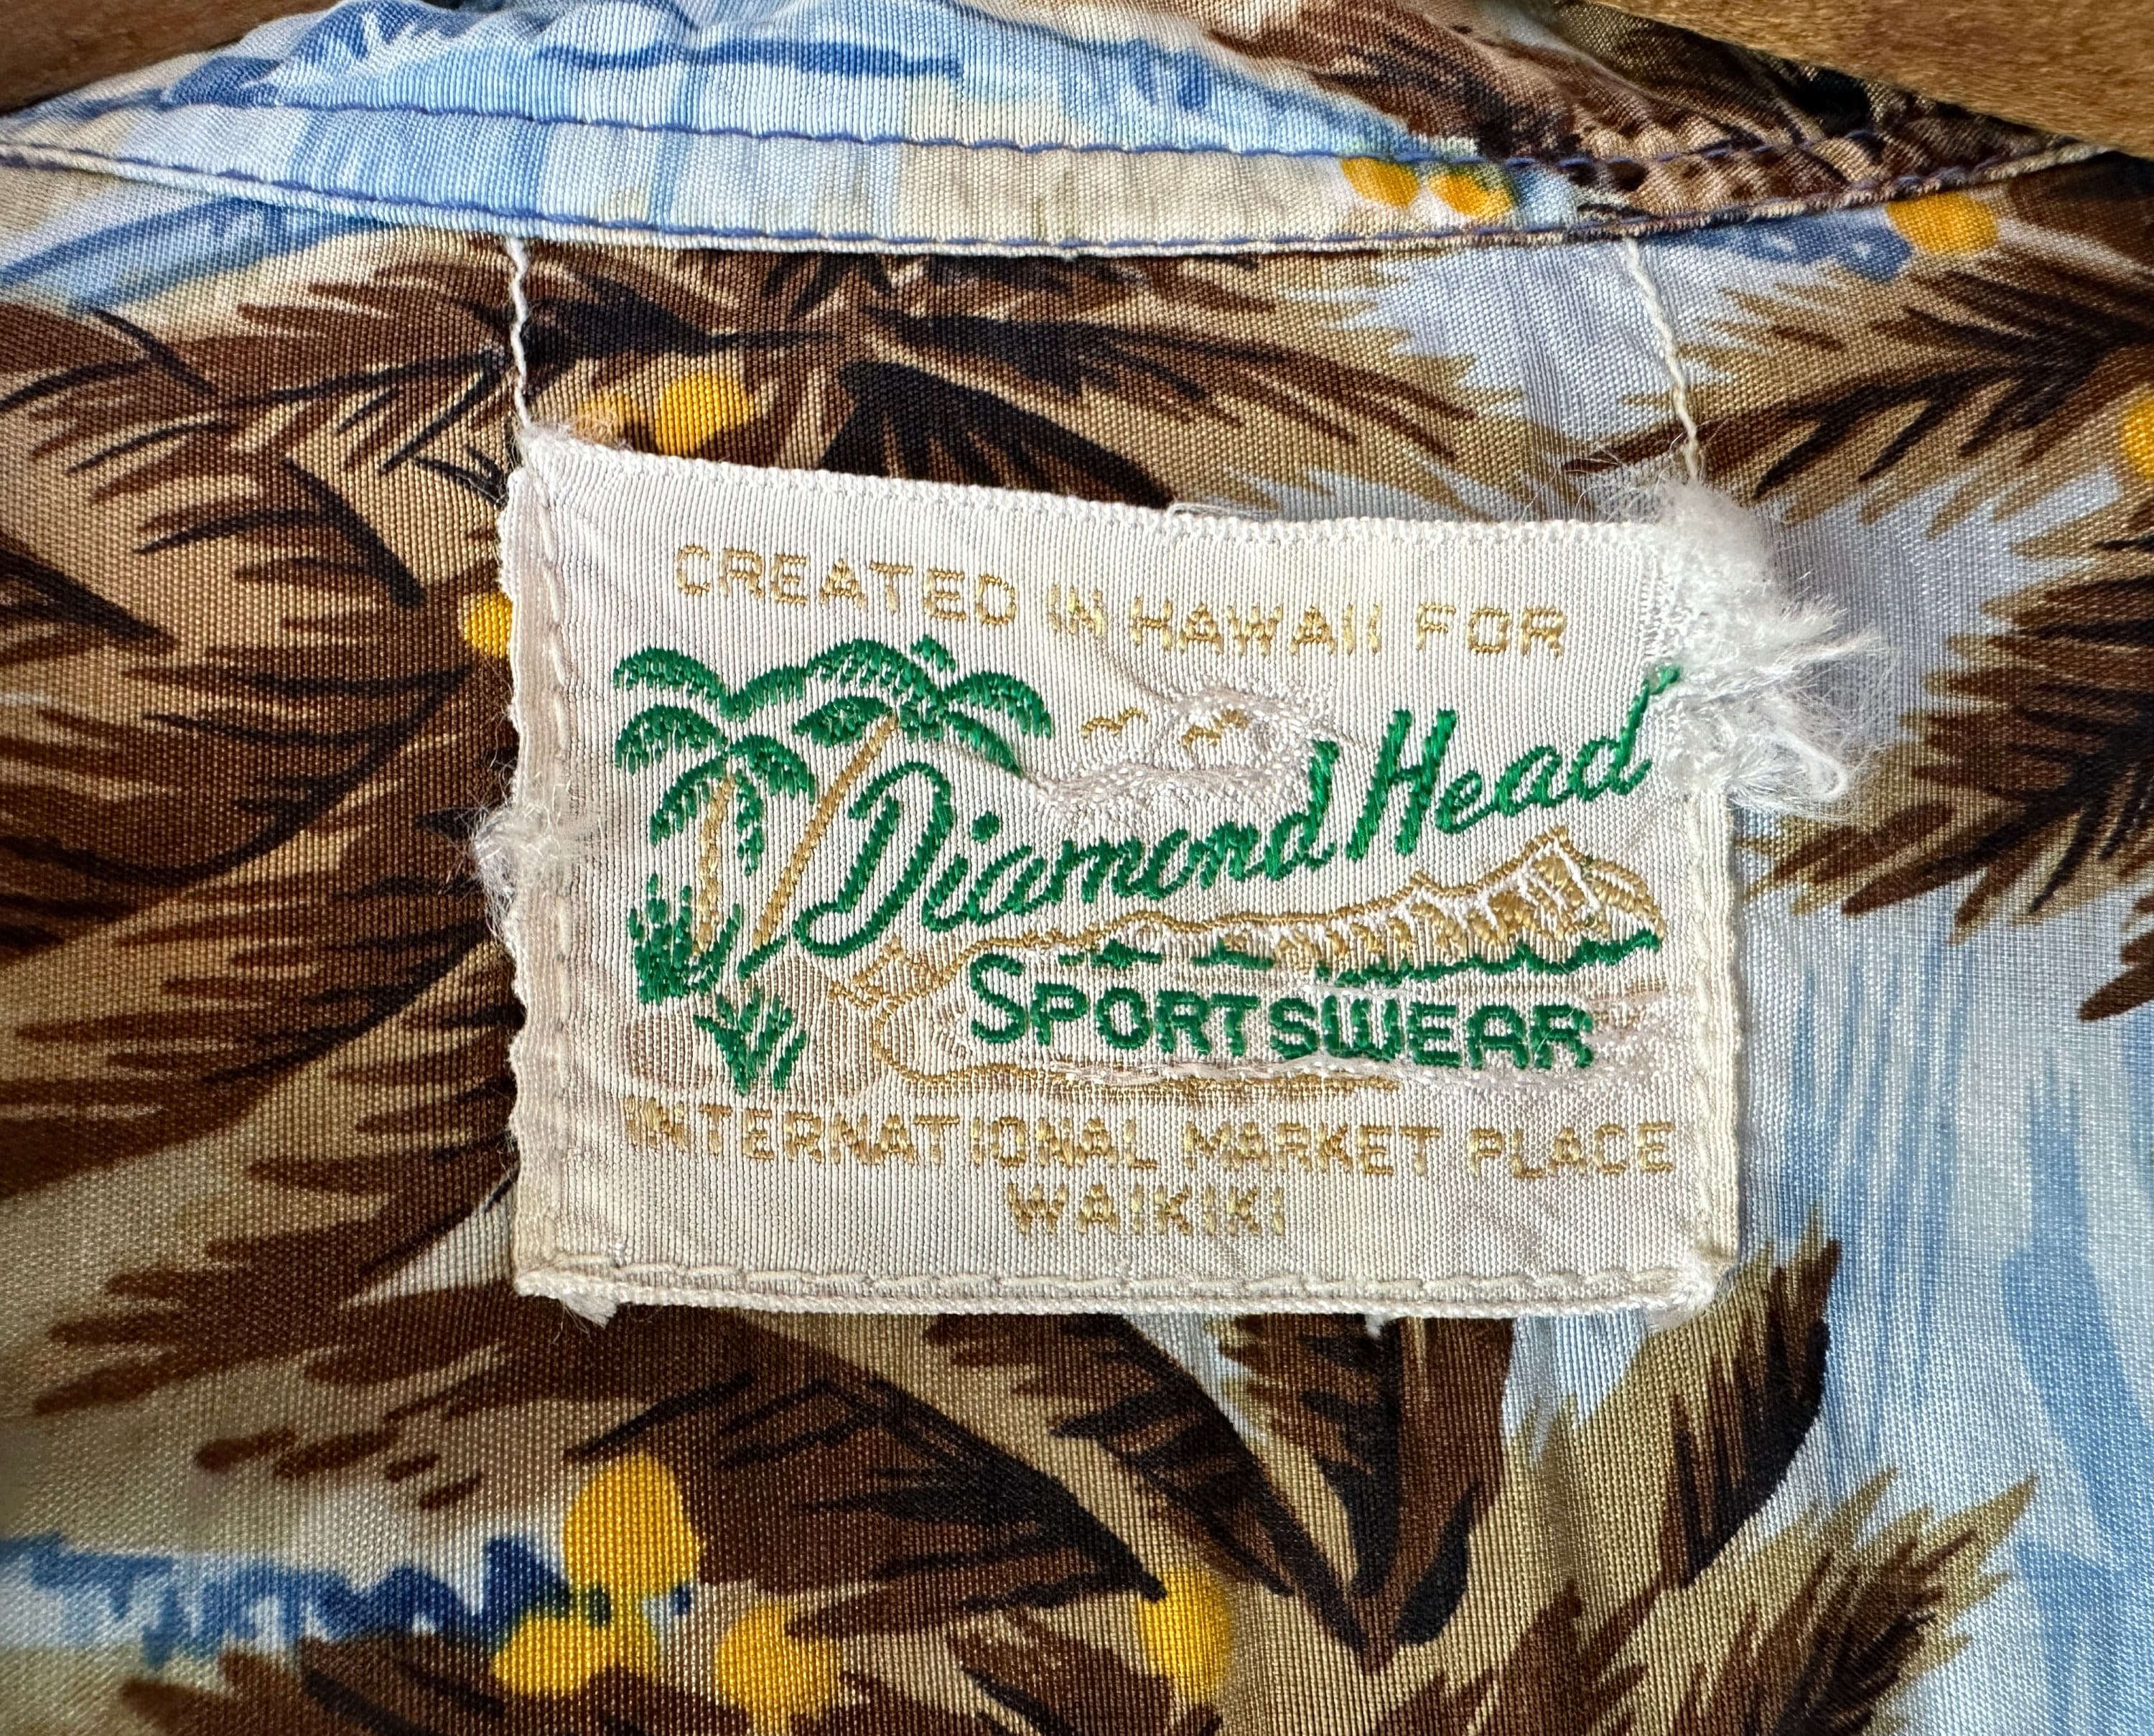 CREATED IN HAWAII FOR
Diamond Head
SPORTSWEAR
INTERNATIONAL MARKET PLACE
WAIKIKI